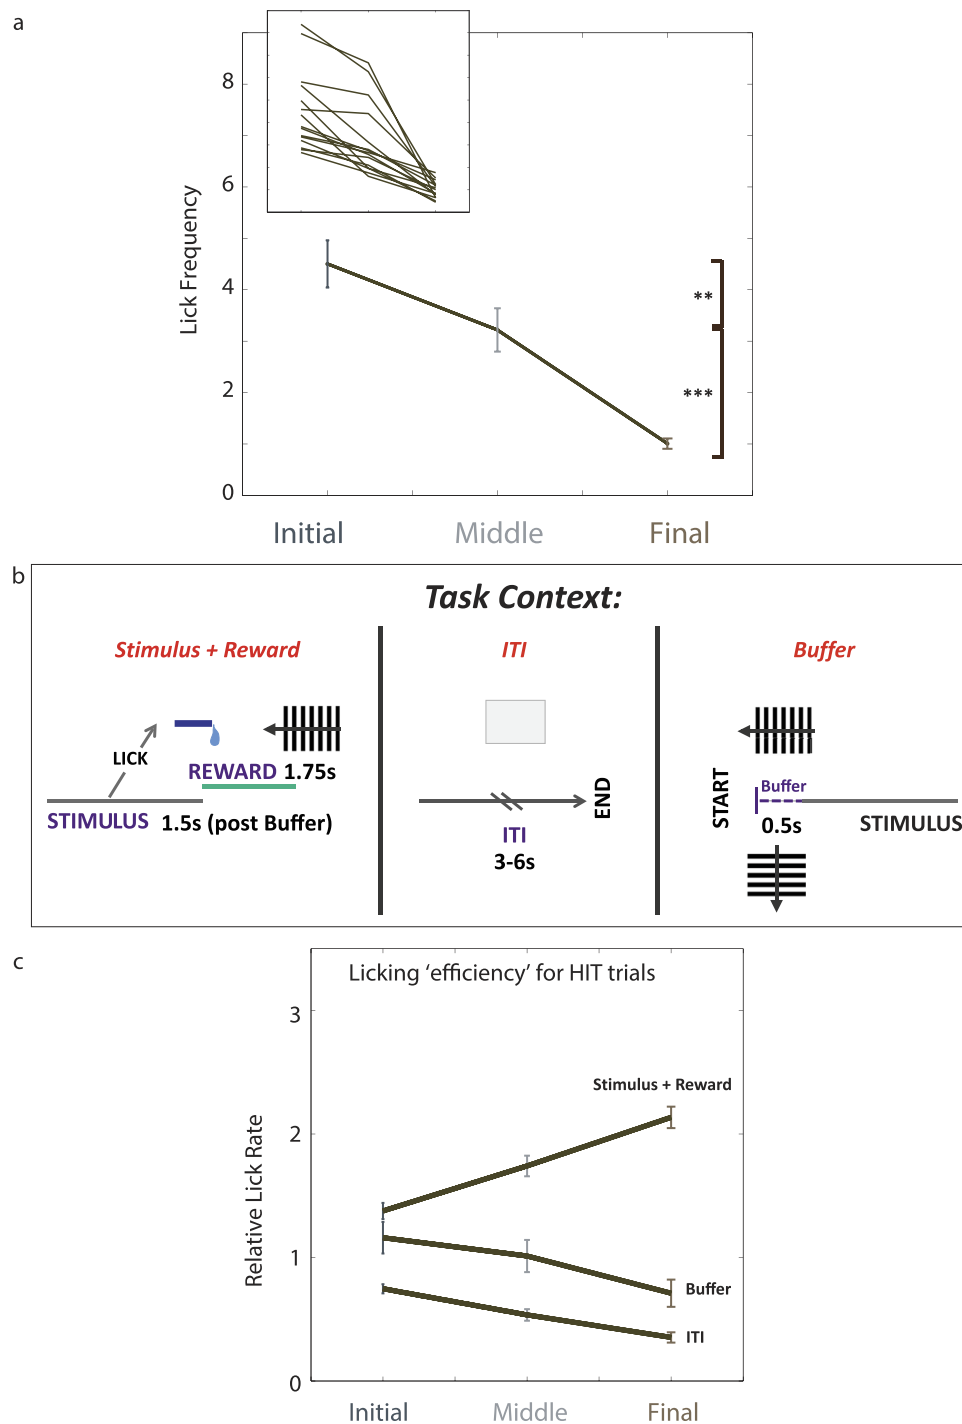 a
8
6
4
2
0
Lick Frequency
**
***
Initial Middle Final
b
Task Context:
Stimulus + Reward
LICK
REWARD 1.75s
STIMULUS 1.5s (post Buffer)
ITI
END
ITI
3-6s
Buffer
START
Buffer
0.5s
STIMULUS
c
Licking 'efficiency' for HIT trials
3
2
1
0
Relative Lick Rate
Stimulus + Reward
Buffer
ITI
Initial Middle Final